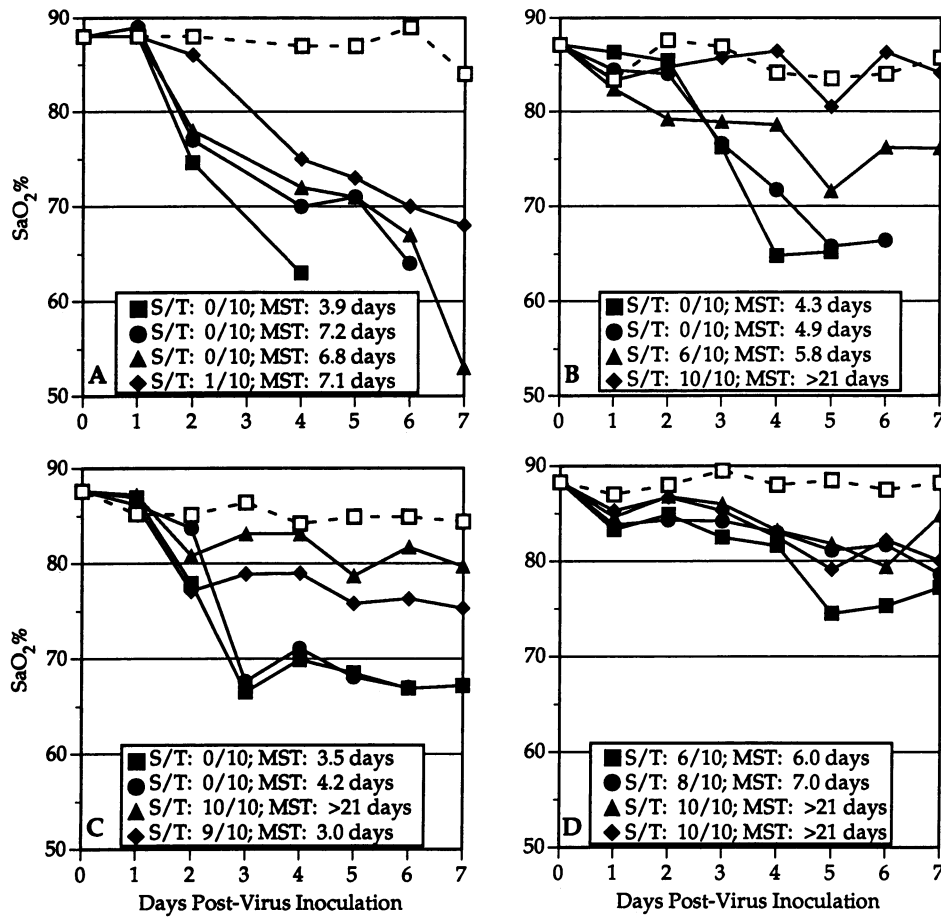 90
80
70
60
50
SaO2%
A
S/T: 0/10; MST: 3.9 days
S/T: 0/10; MST: 7.2 days
S/T: 0/10; MST: 6.8 days
S/T: 1/10; MST: 7.1 days
0 1 2 3 4 5 6 7
90
80
70
60
50
B
S/T: 0/10; MST: 4.3 days
S/T: 0/10; MST: 4.9 days
S/T: 6/10; MST: 5.8 days
S/T: 10/10; MST: >21 days
0 1 2 3 4 5 6 7
90
80
70
60
50
SaO2%
C
S/T: 0/10; MST: 3.5 days
S/T: 0/10; MST: 4.2 days
S/T: 10/10; MST: >21 days
S/T: 9/10; MST: 3.0 days
0 1 2 3 4 5 6 7
Days Post-Virus Inoculation
90
80
70
60
50
D
S/T: 6/10; MST: 6.0 days
S/T: 8/10; MST: 7.0 days
S/T: 10/10; MST: >21 days
S/T: 10/10; MST: >21 days
0 1 2 3 4 5 6 7
Days Post-Virus Inoculation